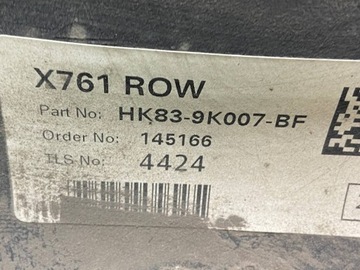 X761 ROW
Part No: HK83-9K007-BF
Order No: 145166
TLS No: 4424